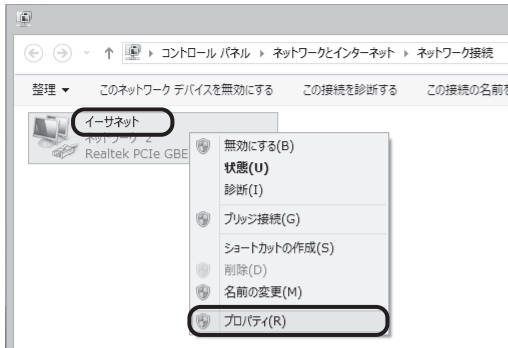 コントロール パネル ▸ ネットワークとインターネット ▸ ネットワーク接続
整理 ▼ このネットワーク デバイスを無効にする この接続を診断する この接続の名前を
イーサネット
ネットワーク 2
Realtek PCIe GBE
無効にする(B)
状態(U)
診断(I)
ブリッジ接続(G)
ショートカットの作成(S)
削除(D)
名前の変更(M)
プロパティ(R)